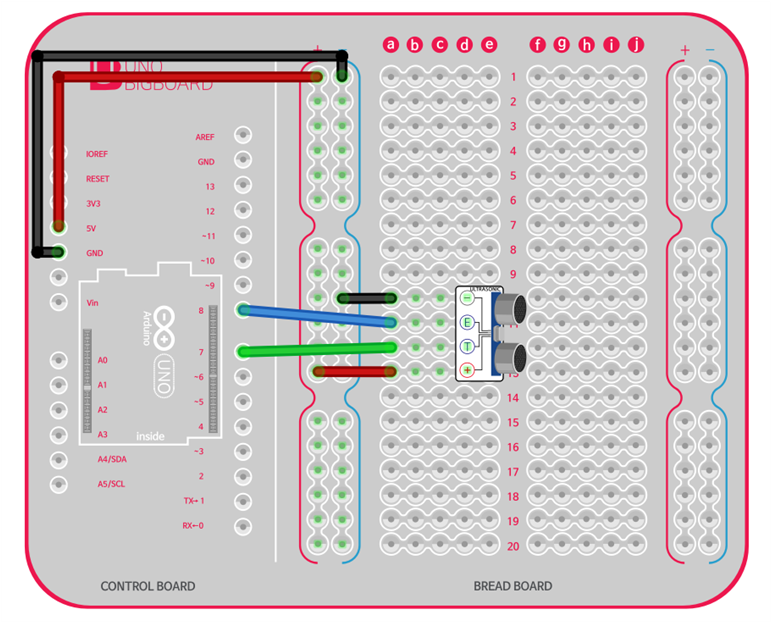 UNO
BIGBOARD
+ −
a b c d e f g h i j
+ −
AREF
GND
13
12
~11
~10
~9
8
7
~6
~5
4
~3
2
TX→ 1
RX←0
IOREF
RESET
3V3
5V
GND
Vin
A0
A1
A2
A3
A4/SDA
A5/SCL
Arduino
UNO
inside
1
2
3
4
5
6
7
8
9
14
15
16
17
18
19
20
ULTRASONIC
−
E
T
+
CONTROL BOARD
BREAD BOARD